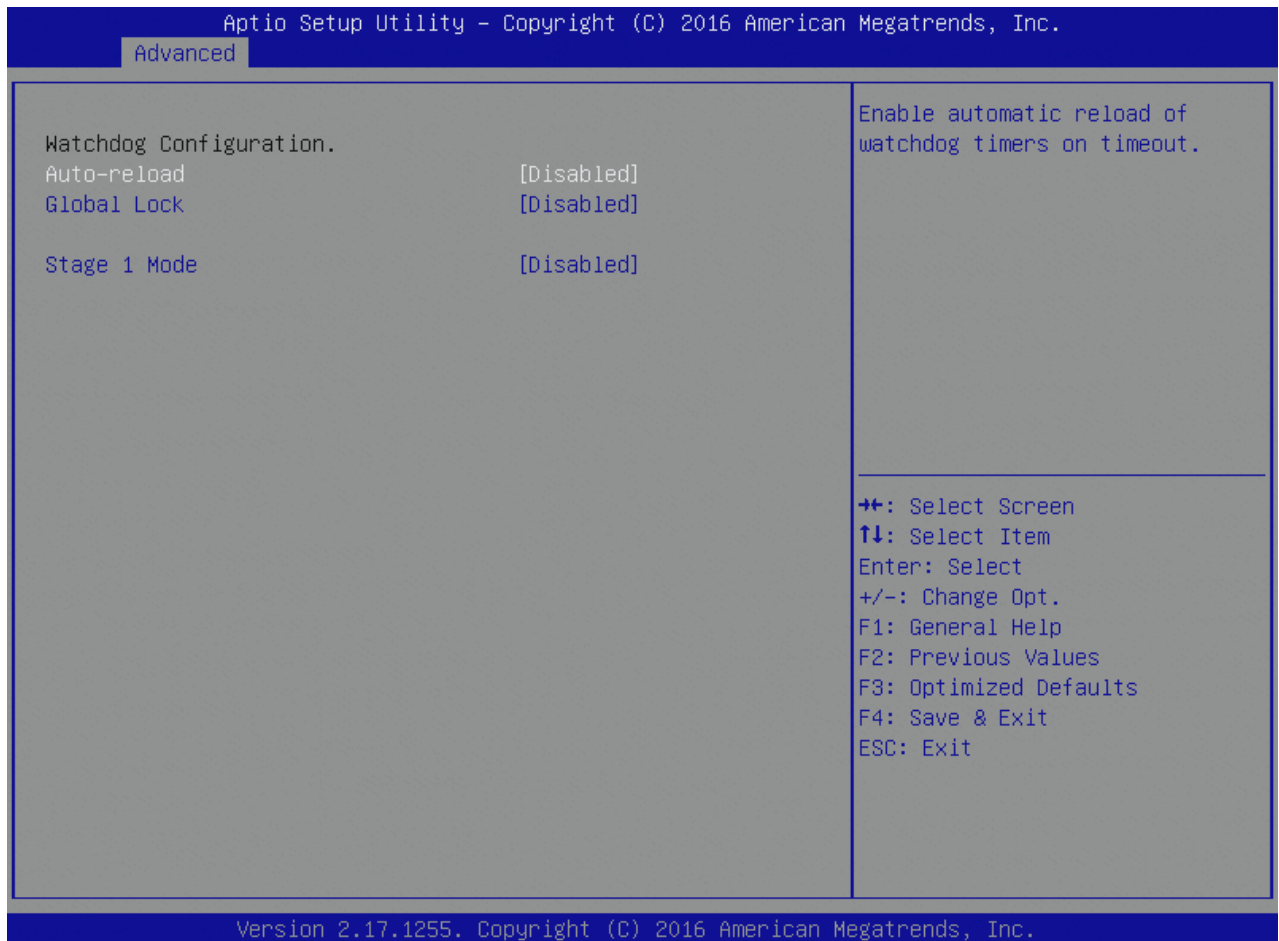 Aptio Setup Utility – Copyright (C) 2016 American Megatrends, Inc.
Advanced
Watchdog Configuration.
Auto-reload [Disabled]
Global Lock [Disabled]
Stage 1 Mode [Disabled]
Enable automatic reload of
watchdog timers on timeout.
→←: Select Screen
↑↓: Select Item
Enter: Select
+/-: Change Opt.
F1: General Help
F2: Previous Values
F3: Optimized Defaults
F4: Save & Exit
ESC: Exit
Version 2.17.1255. Copyright (C) 2016 American Megatrends, Inc.